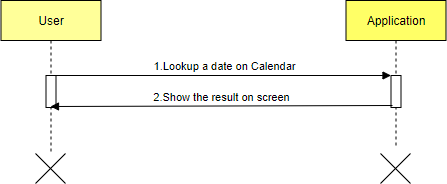 User
Application
1.Lookup a date on Calendar
2.Show the result on screen